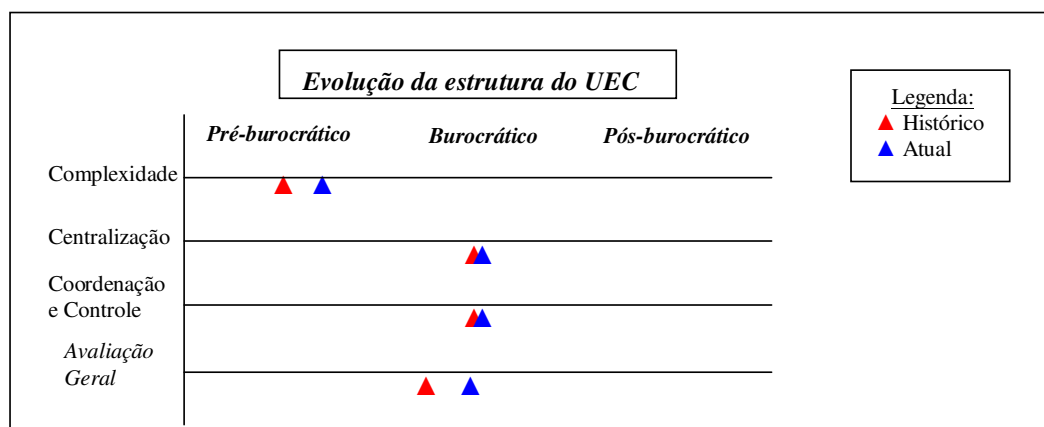 Evolução da estrutura do UEC
Legenda:
Histórico
Atual
Pré-burocrático
Burocrático
Pós-burocrático
Complexidade
Centralização
Coordenação
e Controle
Avaliação
Geral